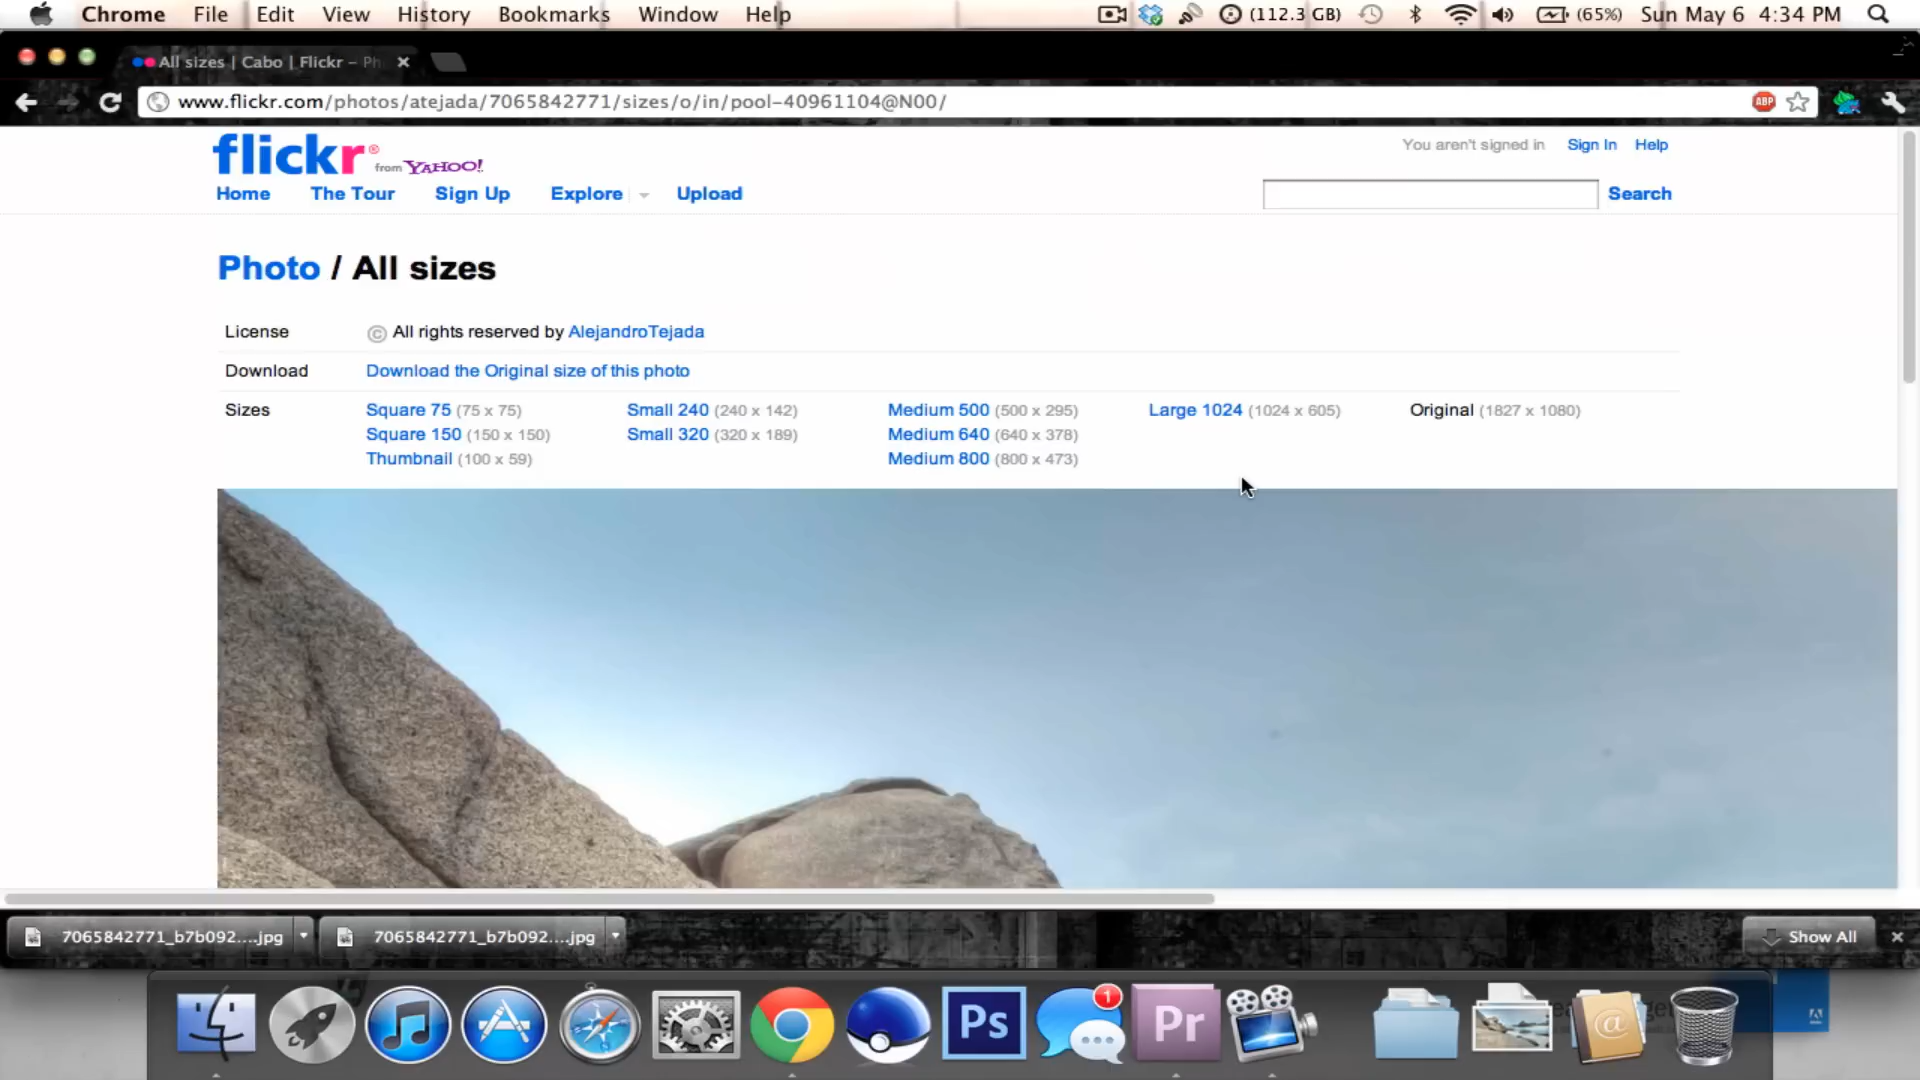 Chrome File Edit View History Bookmarks Window Help (112.3 GB) (65%) Sun May 6 4:34 PM
All sizes | Cabo | Flickr – Ph
www.flickr.com/photos/atejada/7065842771/sizes/o/in/pool-40961104@N00/ ABP
flickr® from YAHOO!
You aren't signed in Sign In Help
Home The Tour Sign Up Explore Upload Search
Photo / All sizes
License © All rights reserved by AlejandroTejada
Download Download the Original size of this photo
Sizes Square 75 (75 x 75) Small 240 (240 x 142) Medium 500 (500 x 295) Large 1024 (1024 x 605) Original (1827 x 1080)
Square 150 (150 x 150) Small 320 (320 x 189) Medium 640 (640 x 378)
Thumbnail (100 x 59) Medium 800 (800 x 473)
7065842771_b7b092....jpg 7065842771_b7b092....jpg Show All
Ps 1 Pr @